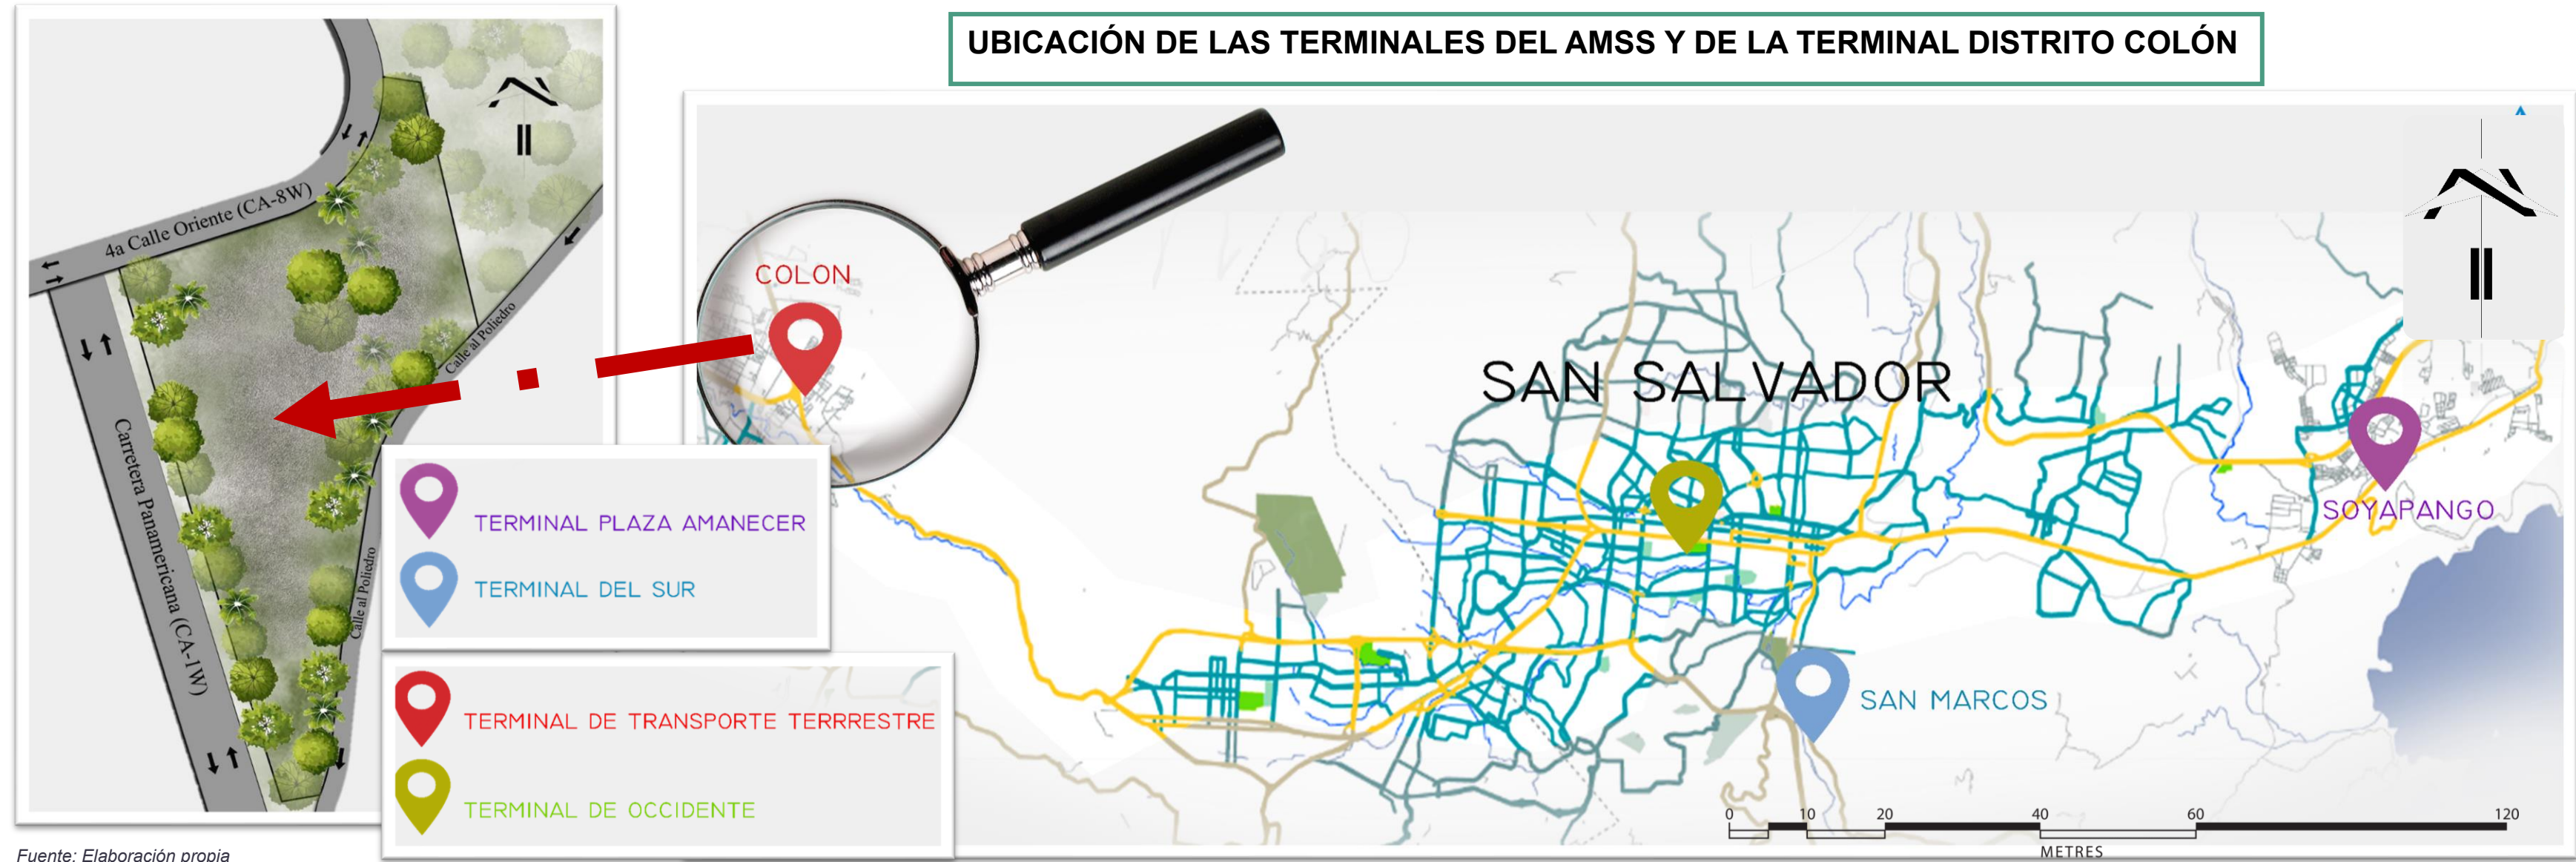 UBICACIÓN DE LAS TERMINALES DEL AMSS Y DE LA TERMINAL DISTRITO COLÓN
4a Calle Oriente (CA-8W)
Calle al Poliedro
Carretera Panamericana (CA-1W)
Calle al Poliedro
COLON
SAN SALVADOR
SOYAPANGO
SAN MARCOS
TERMINAL PLAZA AMANECER
TERMINAL DEL SUR
TERMINAL DE TRANSPORTE TERRRESTRE
TERMINAL DE OCCIDENTE
0 10 20 40 60 120
METRES
Fuente: Elaboración propia